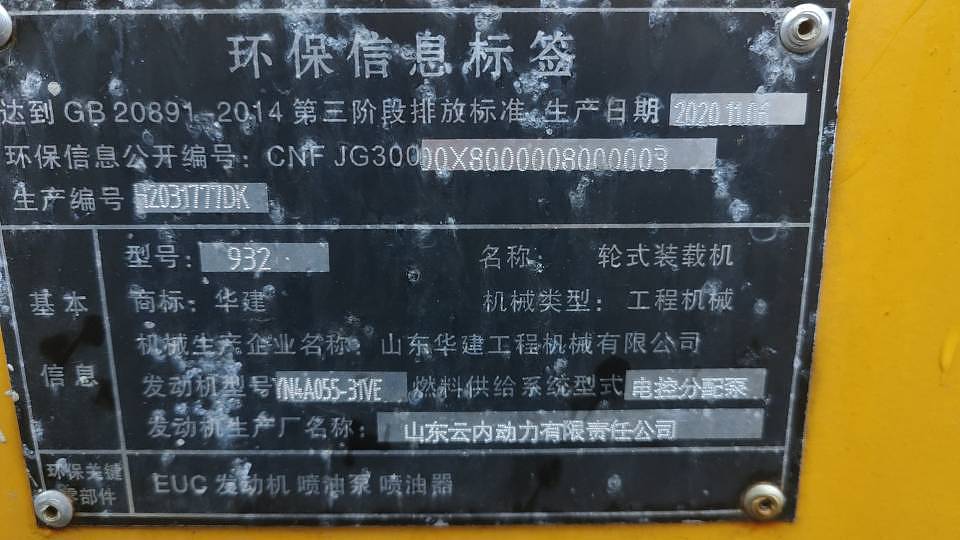 环保信息标签
达到 GB 20891-2014 第三阶段排放标准 生产日期 2020.11.06
环保信息公开编号: CNF JG30000X8000008000003
生产编号 HZ031777DK
型号: 932 名称: 轮式装载机
基本信息
商标: 华建 机械类型: 工程机械
机械生产企业名称: 山东华建工程机械有限公司
发动机型号 YN4A055-31VE 燃料供给系统型式 电控分配泵
发动机生产厂名称: 山东云内动力有限责任公司
环保关键零部件
EUC 发动机 喷油泵 喷油器